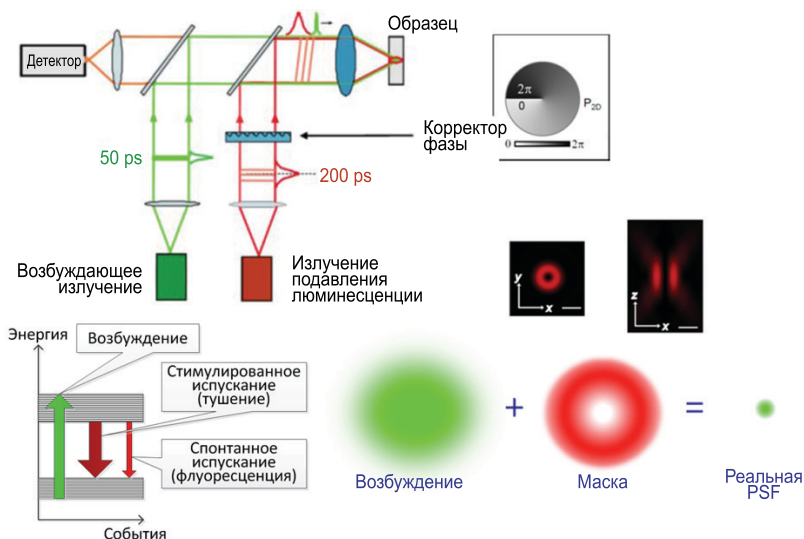 Образец
Детектор
2π
0
P2D
0
2π
Корректор
фазы
50 ps
200 ps
Возбуждающее
излучение
Излучение
подавления
люминесценции
y
x
z
x
Энергия
Возбуждение
Стимулированное
испускание
(тушение)
Спонтанное
испускание
(флуоресценция)
События
+
=
Возбуждение
Маска
Реальная
PSF